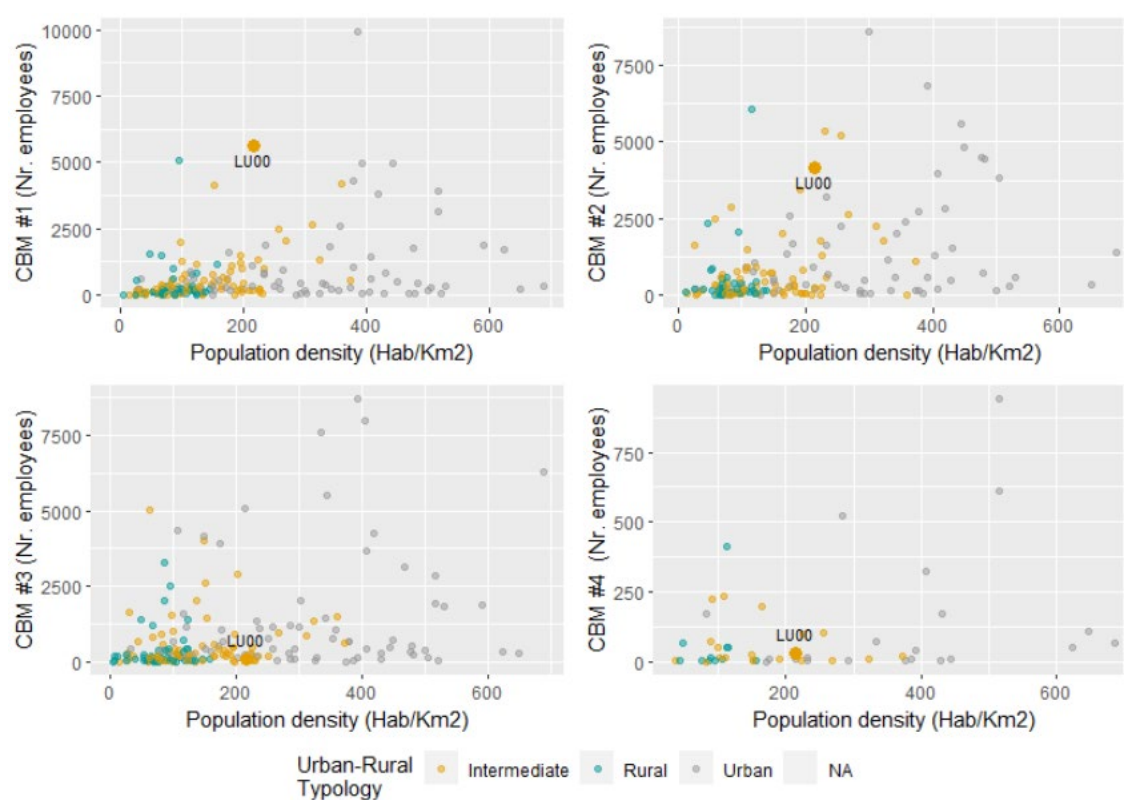 CBM #1 (Nr. employees)
10000
7500
5000
2500
0
LU00
0 200 400 600
Population density (Hab/Km2)
CBM #2 (Nr. employees)
7500
5000
2500
0
LU00
0 200 400 600
Population density (Hab/Km2)
CBM #3 (Nr. employees)
7500
5000
2500
0
LU00
0 200 400 600
Population density (Hab/Km2)
CBM #4 (Nr. employees)
750
500
250
0
LU00
200 400 600
Population density (Hab/Km2)
Urban-Rural
Typology
Intermediate Rural Urban NA